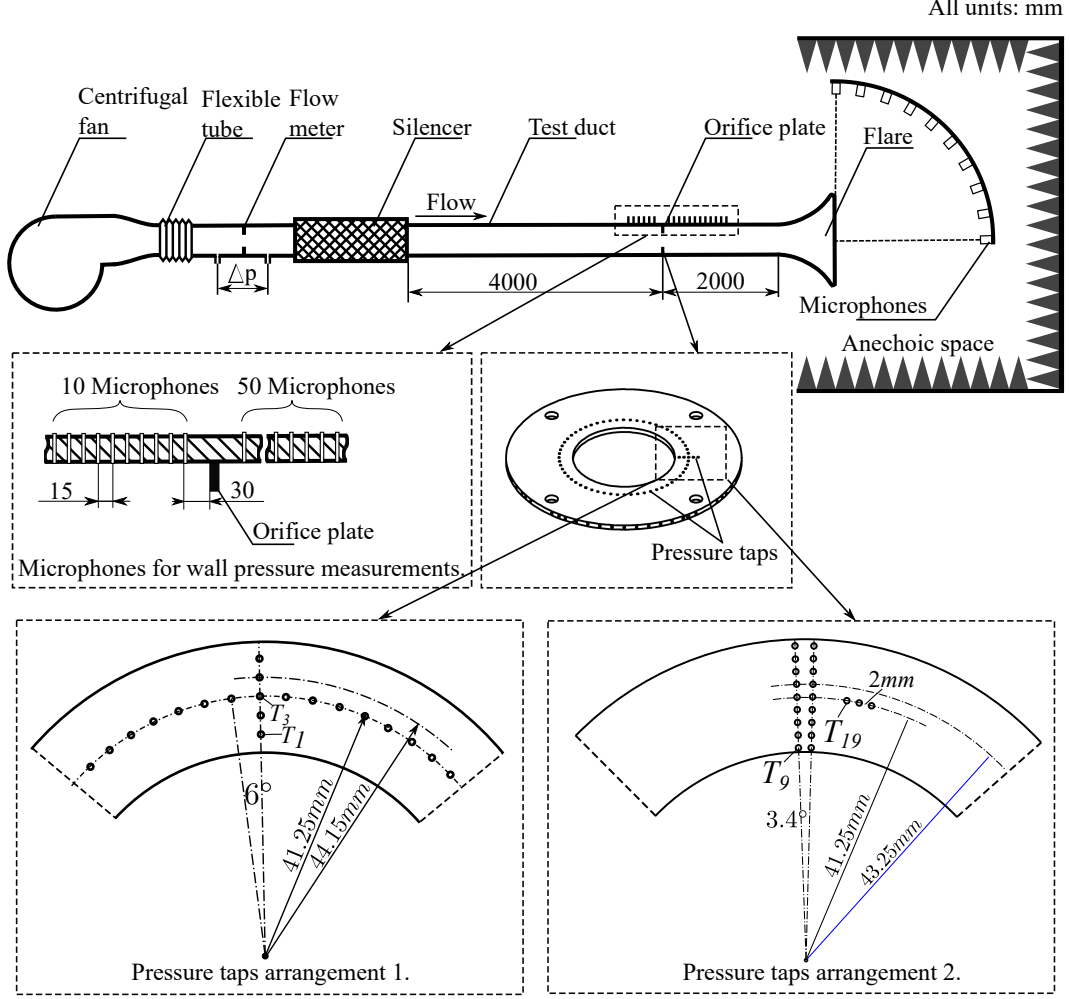 All units: mm
Centrifugal
fan
Flexible
tube
Flow
meter
Silencer
Test duct
Orifice plate
Flare
Flow
Δp
4000
2000
Microphones
Anechoic space
10 Microphones
50 Microphones
15
30
Orifice plate
Microphones for wall pressure measurements.
Pressure taps
T3
T1
6°
41.25mm
44.15mm
Pressure taps arrangement 1.
2mm
T19
T9
3.4°
41.25mm
43.25mm
Pressure taps arrangement 2.